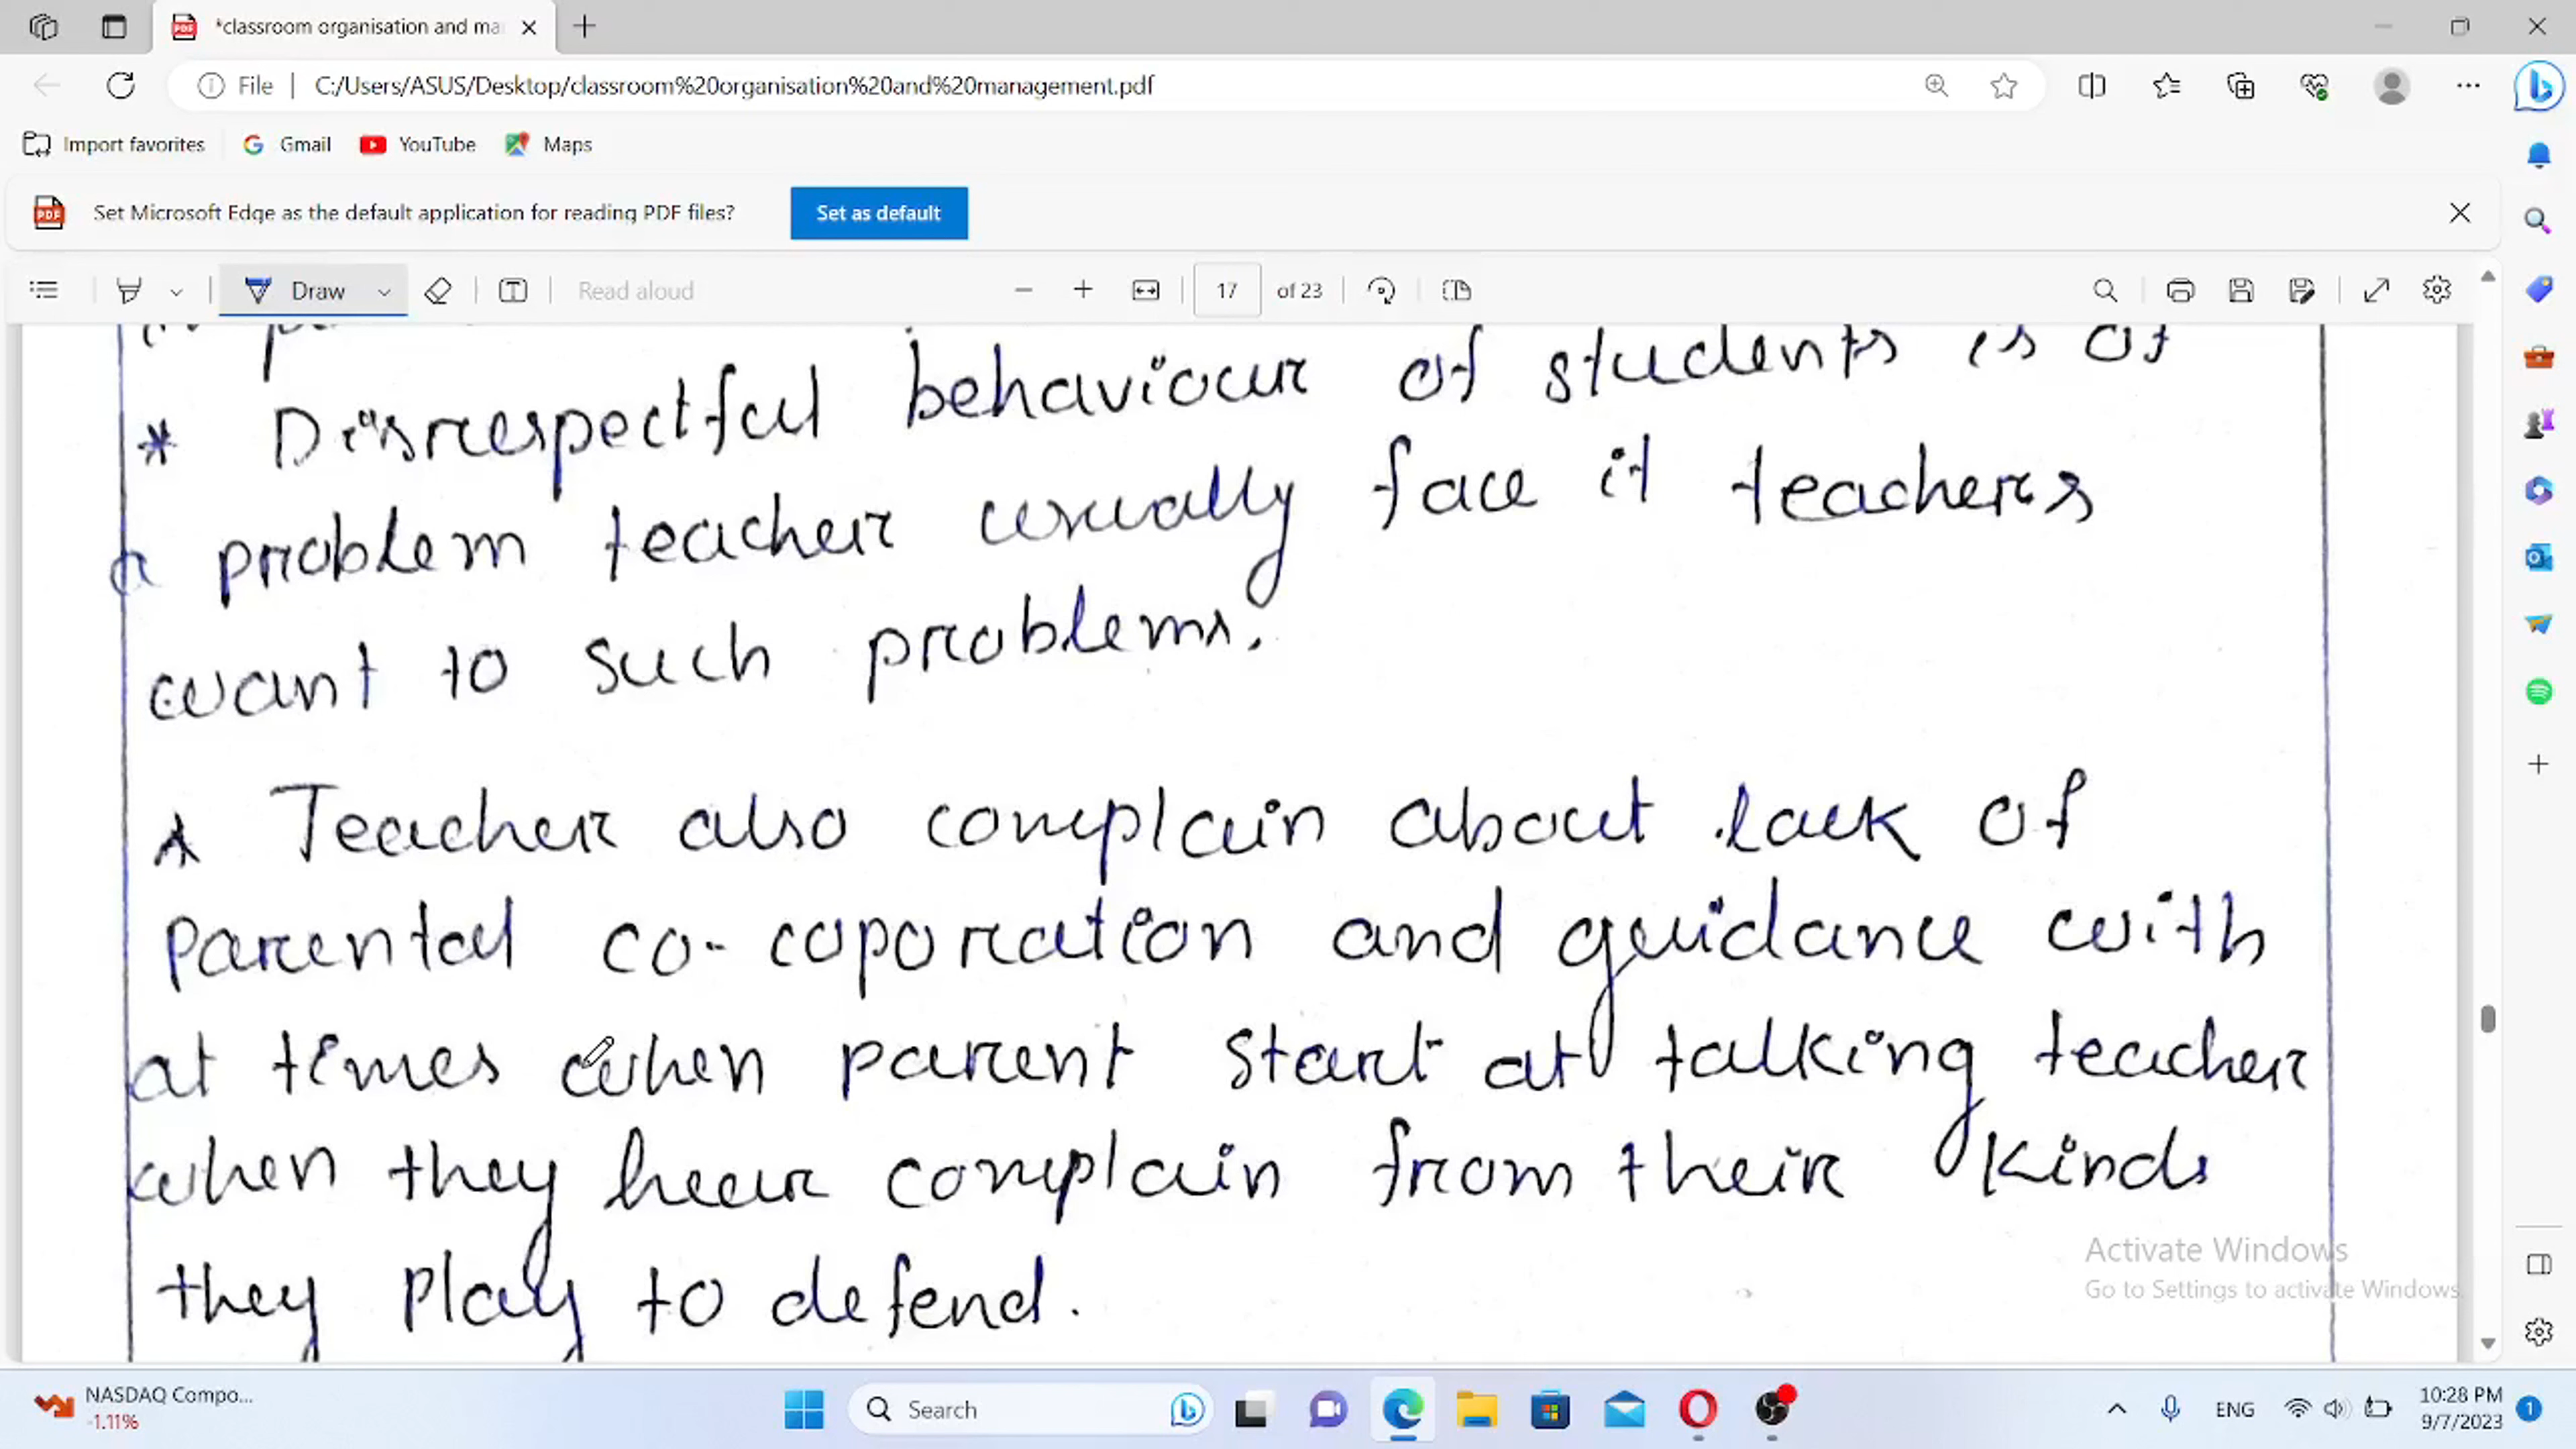 *classroom organisation and ma
File | C:/Users/ASUS/Desktop/classroom%20organisation%20and%20management.pdf
Import favorites Gmail YouTube Maps
Set Microsoft Edge as the default application for reading PDF files? Set as default
Draw Read aloud 17 of 23
* Disrespectful behaviour of students is of
a problem teacher usually face it teachers
want to such problems.
* Teacher also complain about lack of
parental co-coporation and guidance with
at times when parent start at talking teacher
when they hear complain from their kinds
they play to defend.
Activate Windows
Go to Settings to activate Windows.
NASDAQ Compo...
-1.11%
Search
ENG
10:28 PM
9/7/2023
1